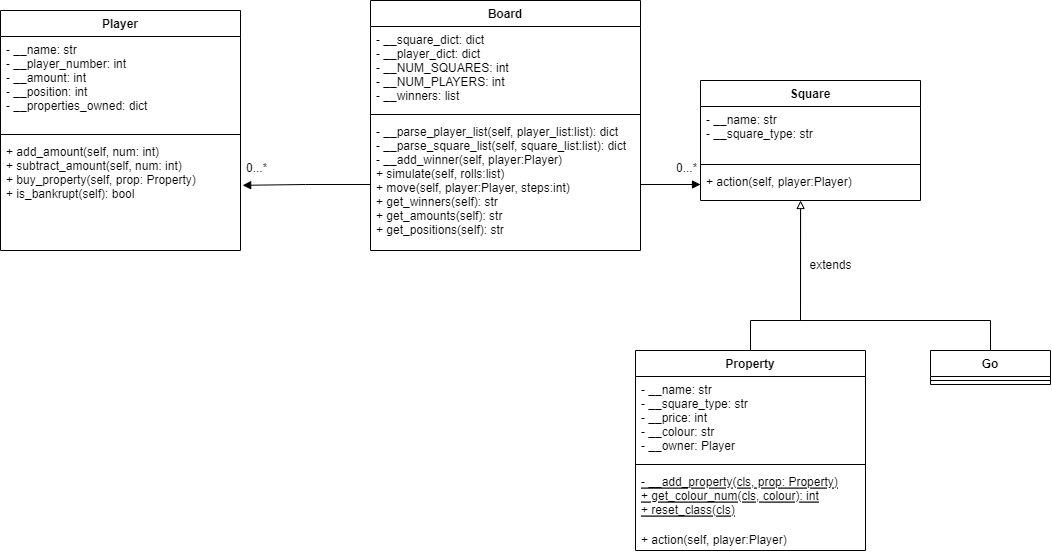 Player
- __name: str
- __player_number: int
- __amount: int
- __position: int
- __properties_owned: dict
+ add_amount(self, num: int)
+ subtract_amount(self, num: int)
+ buy_property(self, prop: Property)
+ is_bankrupt(self): bool
0...*
Board
- __square_dict: dict
- __player_dict: dict
- __NUM_SQUARES: int
- __NUM_PLAYERS: int
- __winners: list
- __parse_player_list(self, player_list:list): dict
- __parse_square_list(self, square_list:list): dict
- __add_winner(self, player:Player)
+ simulate(self, rolls:list)
+ move(self, player:Player, steps:int)
+ get_winners(self): str
+ get_amounts(self): str
+ get_positions(self): str
0...*
Square
- __name: str
- __square_type: str
+ action(self, player:Player)
extends
Property
- __name: str
- __square_type: str
- __price: int
- __colour: str
- __owner: Player
- __add_property(cls, prop: Property)
+ get_colour_num(cls, colour): int
+ reset_class(cls)
+ action(self, player:Player)
Go